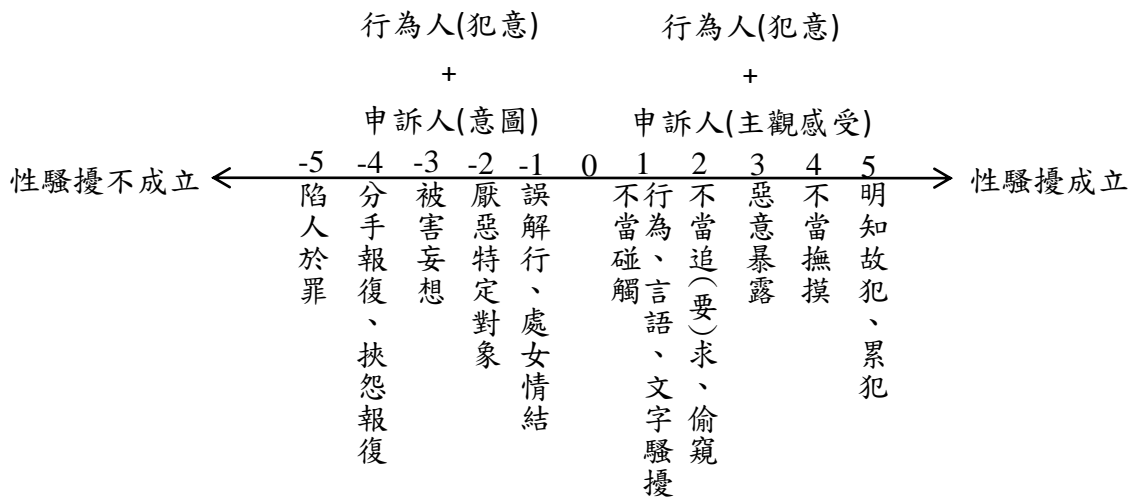 行為人(犯意)
+
申訴人(意圖)
行為人(犯意)
+
申訴人(主觀感受)
性騷擾不成立
-5 -4 -3 -2 -1 0 1 2 3 4 5
性騷擾成立
陷人於罪
分手報復、挾怨報復
被害妄想
厭惡特定對象
誤解行、處女情結
行為、言語、文字騷擾
不當碰觸
不當追(要)求、偷窺
惡意暴露
不當撫摸
明知故犯、累犯